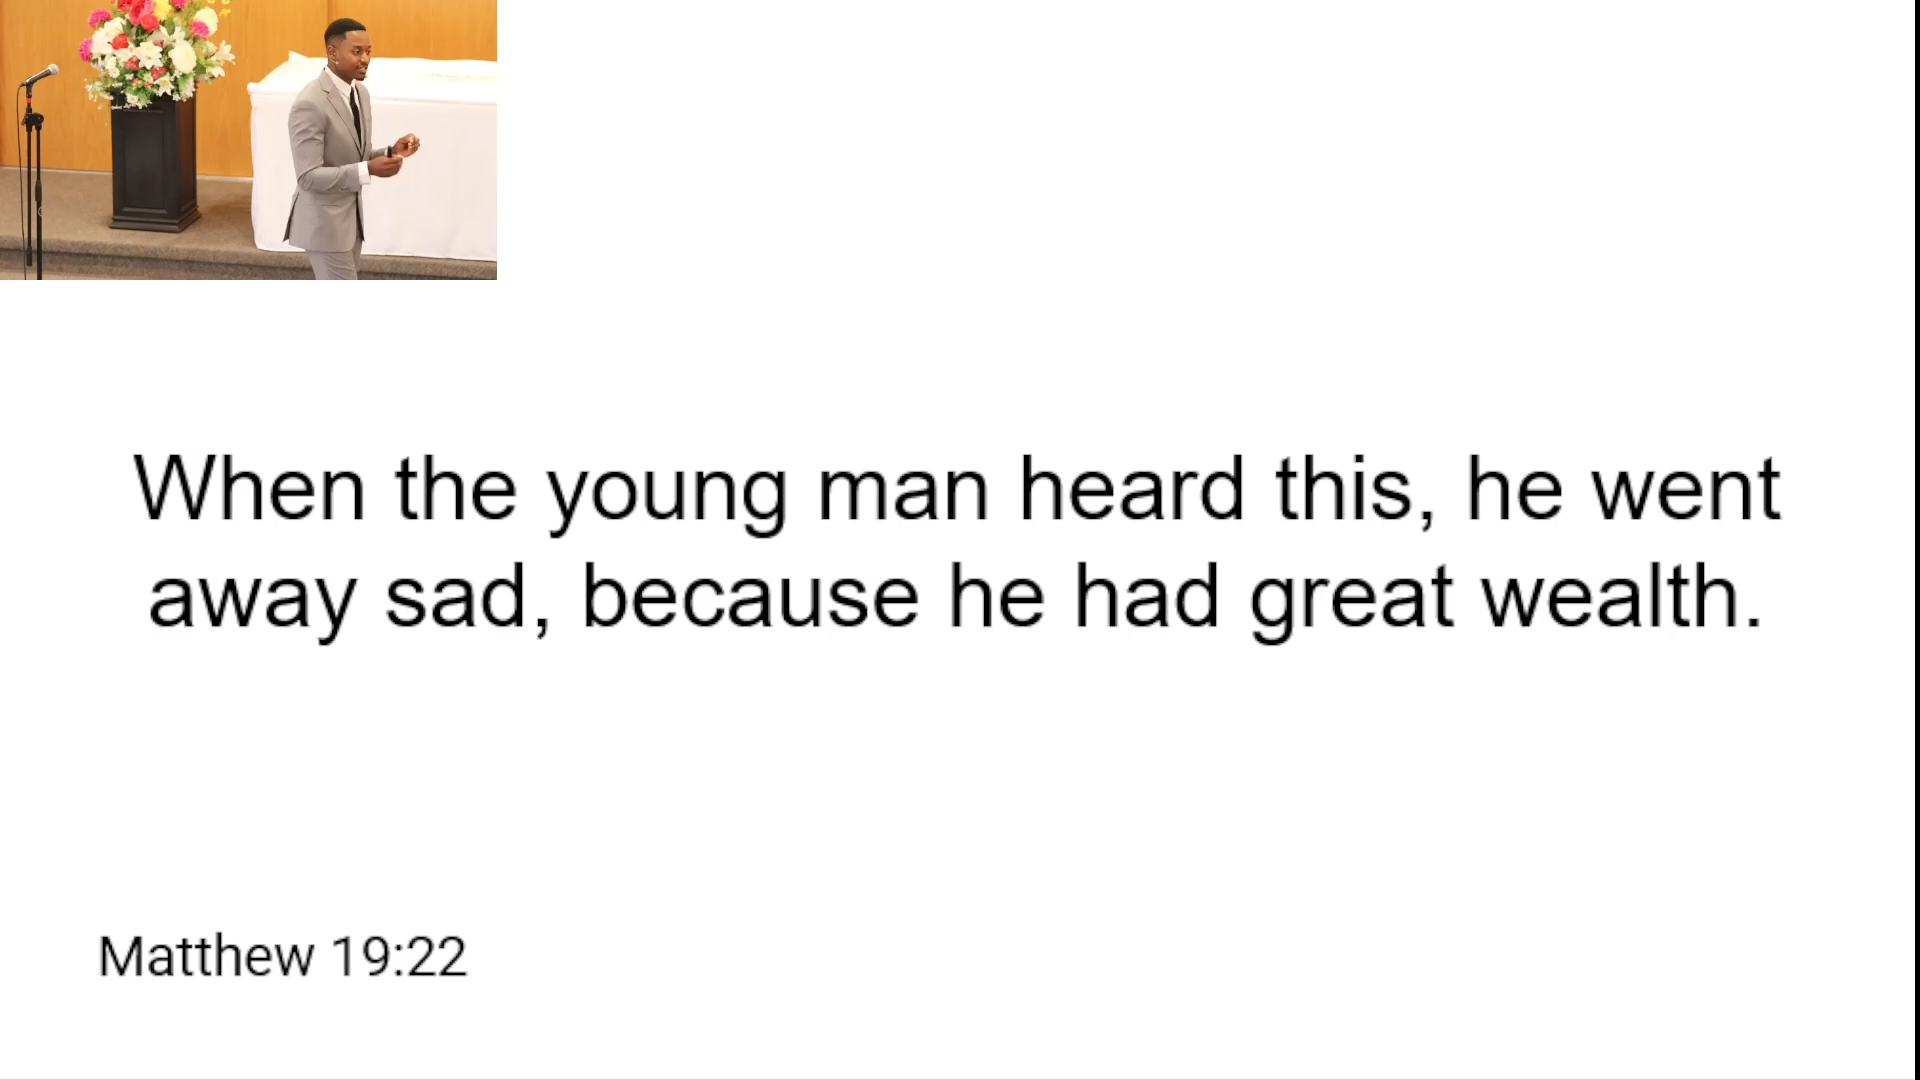 When the young man heard this, he went
away sad, because he had great wealth.
Matthew 19:22